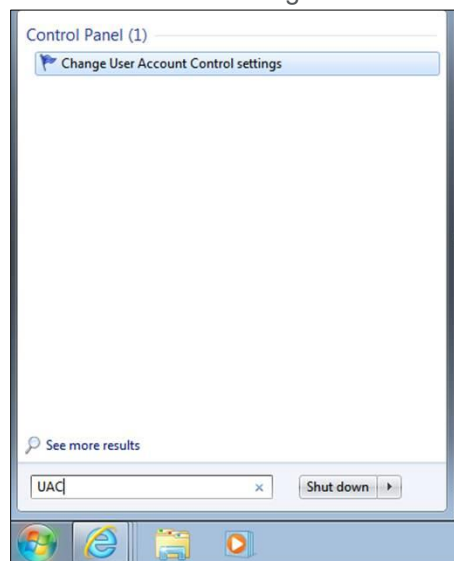 Control Panel (1)
Change User Account Control settings
See more results
UAC
Shut down